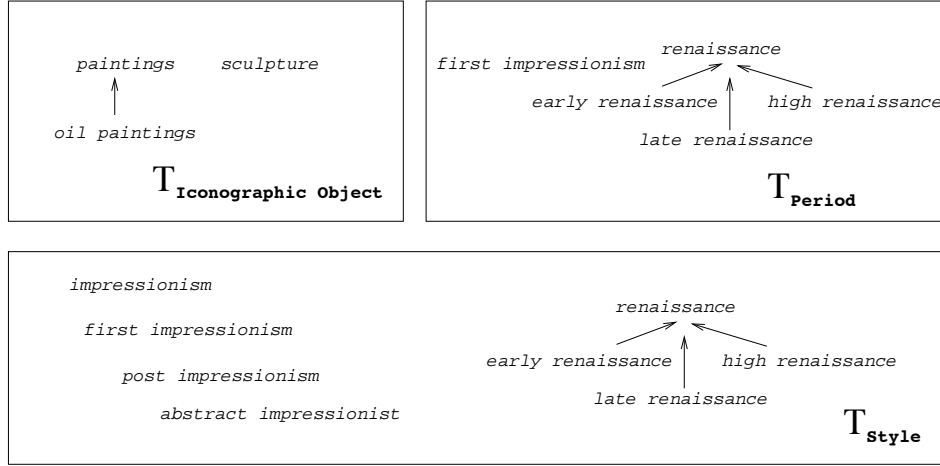 paintings sculpture
oil paintings
T Iconographic Object
renaissance
first impressionism
early renaissance high renaissance
late renaissance
T Period
impressionism
first impressionism
post impressionism
abstract impressionist
renaissance
early renaissance high renaissance
late renaissance
T Style